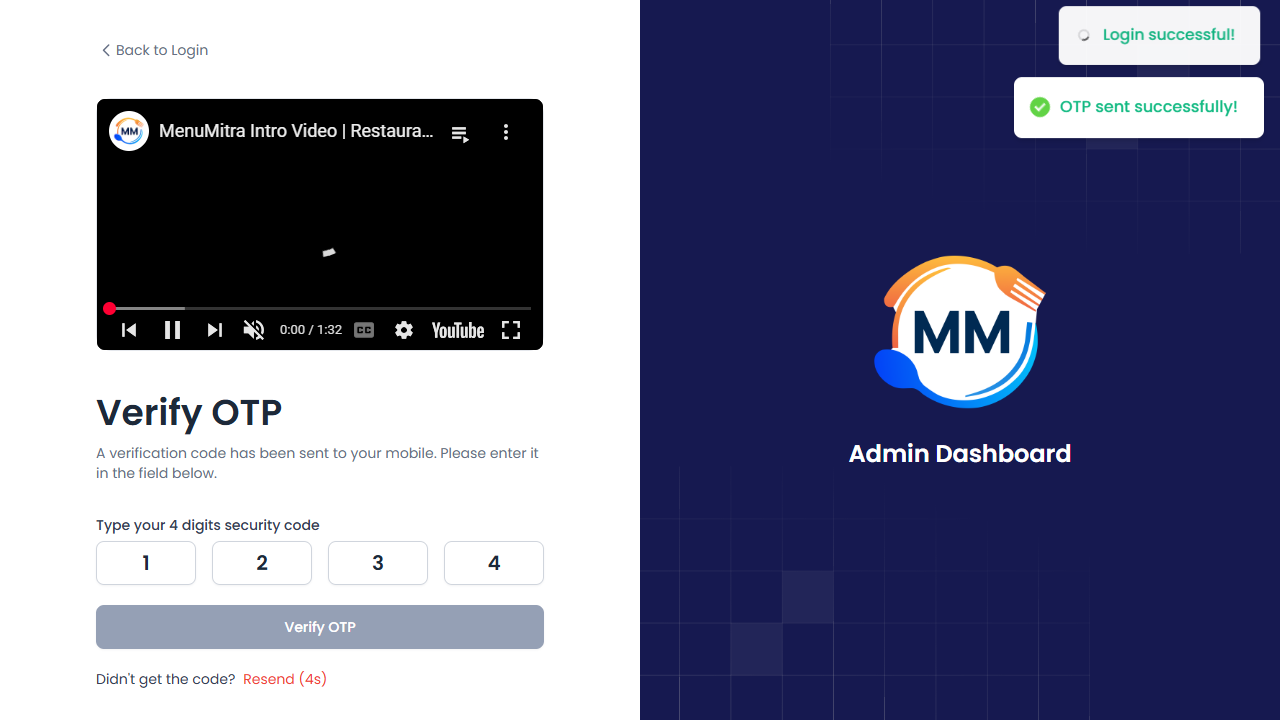 Back to Login
Login successful!
OTP sent successfully!
MM
MenuMitra Intro Video | Restaura...
0:00 / 1:32
CC
YouTube
MM
Admin Dashboard
Verify OTP
A verification code has been sent to your mobile. Please enter it
in the field below.
Type your 4 digits security code
1 2 3 4
Verify OTP
Didn't get the code? Resend (4s)